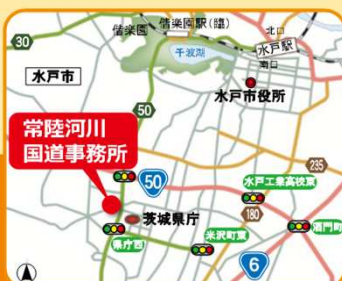 偕楽園
偕楽園駅(臨)
北口
水戸駅
南口
30
千波湖
水戸市
50
水戸市役所
常陸河川
国道事務所
50
235
水戸工業高校東
茨城県庁
180
酒門町
県庁西
米沢町東
6